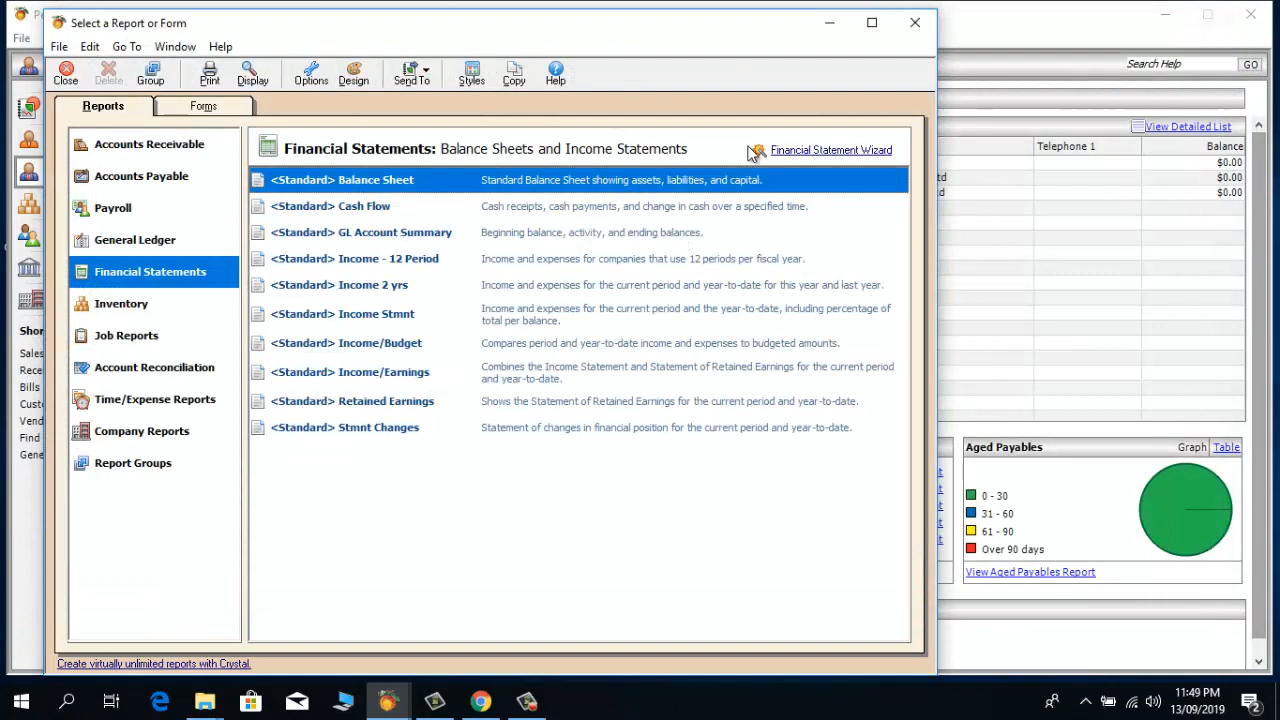 Select a Report or Form
File Edit Go To Window Help
Close Delete Group Print Display Options Design Send To Styles Copy Help
Reports Forms
Accounts Receivable
Accounts Payable
Payroll
General Ledger
Financial Statements
Inventory
Job Reports
Account Reconciliation
Time/Expense Reports
Company Reports
Report Groups
Financial Statements: Balance Sheets and Income Statements
Financial Statement Wizard
<Standard> Balance Sheet Standard Balance Sheet showing assets, liabilities, and capital.
<Standard> Cash Flow Cash receipts, cash payments, and change in cash over a specified time.
<Standard> GL Account Summary Beginning balance, activity, and ending balances.
<Standard> Income - 12 Period Income and expenses for companies that use 12 periods per fiscal year.
<Standard> Income 2 yrs Income and expenses for the current period and year-to-date for this year and last year.
<Standard> Income Stmnt Income and expenses for the current period and the year-to-date, including percentage of
total per balance.
<Standard> Income/Budget Compares period and year-to-date income and expenses to budgeted amounts.
<Standard> Income/Earnings Combines the Income Statement and Statement of Retained Earnings for the current period
and year-to-date.
<Standard> Retained Earnings Shows the Statement of Retained Earnings for the current period and year-to-date.
<Standard> Stmnt Changes Statement of changes in financial position for the current period and year-to-date.
Create virtually unlimited reports with Crystal.
File
Shor
Sales
Rece
Bills
Cust
Vend
Find
Gene
Search Help GO
View Detailed List
Telephone 1 Balance
$0.00
td $0.00
d $0.00
Aged Payables Graph Table
0 - 30
31 - 60
61 - 90
Over 90 days
View Aged Payables Report
11:49 PM
13/09/2019
2